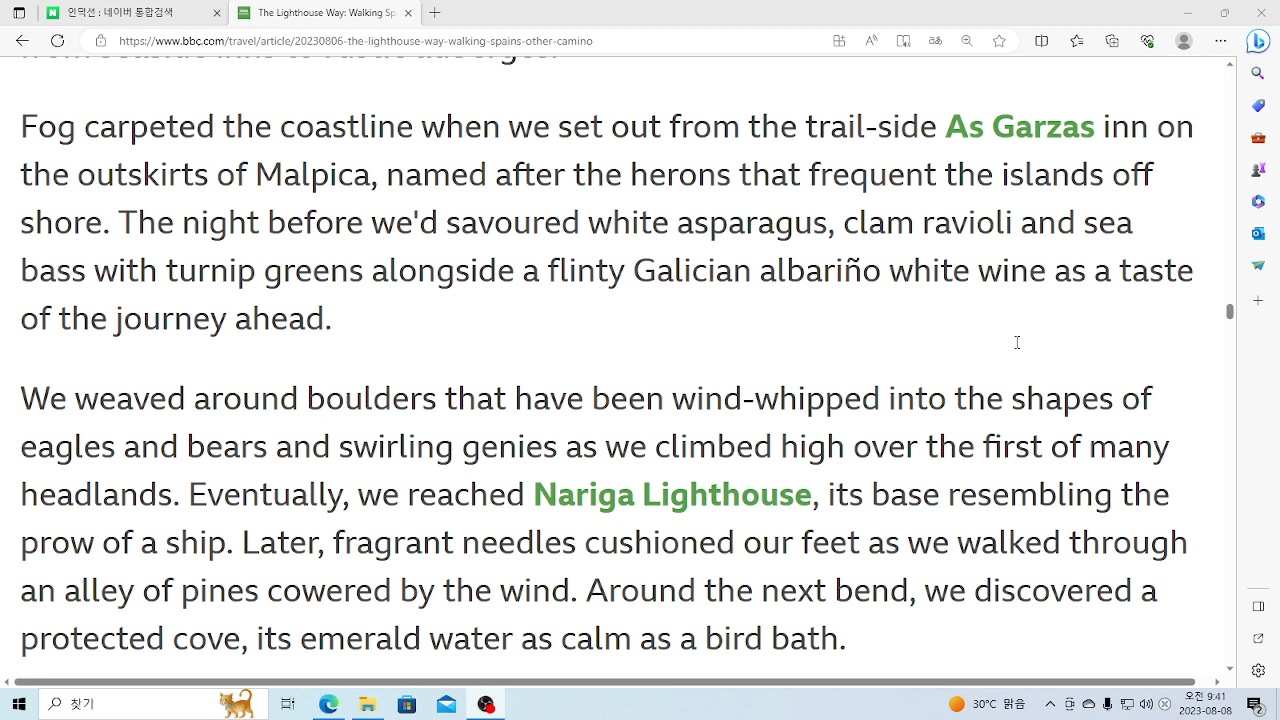 인덕션 : 네이버 통합검색
The Lighthouse Way: Walking Sp
https://www.bbc.com/travel/article/20230806-the-lighthouse-way-walking-spains-other-camino
Fog carpeted the coastline when we set out from the trail-side As Garzas inn on
the outskirts of Malpica, named after the herons that frequent the islands off
shore. The night before we'd savoured white asparagus, clam ravioli and sea
bass with turnip greens alongside a flinty Galician albariño white wine as a taste
of the journey ahead.
We weaved around boulders that have been wind-whipped into the shapes of
eagles and bears and swirling genies as we climbed high over the first of many
headlands. Eventually, we reached Nariga Lighthouse, its base resembling the
prow of a ship. Later, fragrant needles cushioned our feet as we walked through
an alley of pines cowered by the wind. Around the next bend, we discovered a
protected cove, its emerald water as calm as a bird bath.
찾기
30°C 맑음
오전 9:41
2023-08-08
2